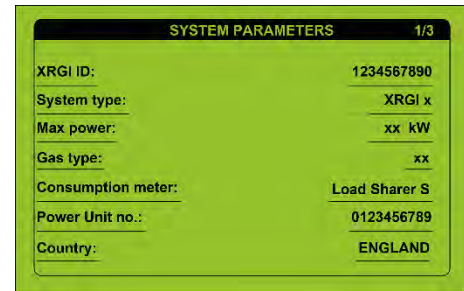 SYSTEM PARAMETERS 1/3
XRGI ID: 1234567890
System type: XRGI x
Max power: xx kW
Gas type: xx
Consumption meter: Load Sharer S
Power Unit no.: 0123456789
Country: ENGLAND